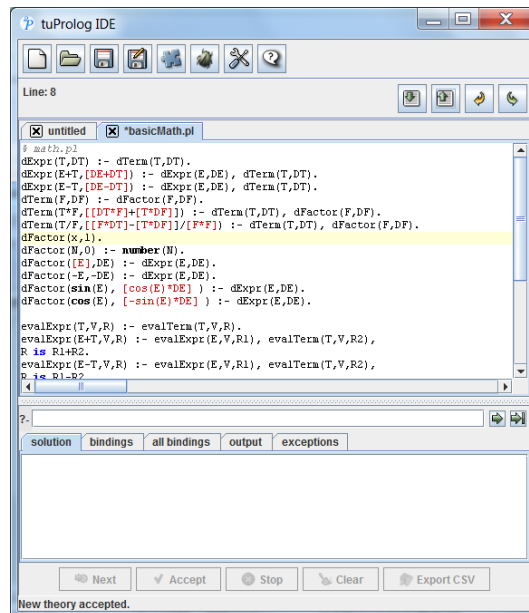 tuProlog IDE
Line: 8
untitled
*basicMath.pl
% math.pl
dExpr(T,DT) :- dTerm(T,DT).
dExpr(E+T,[DE+DT]) :- dExpr(E,DE), dTerm(T,DT).
dExpr(E-T,[DE-DT]) :- dExpr(E,DE), dTerm(T,DT).
dTerm(F,DF) :- dFactor(F,DF).
dTerm(T*F,[[DT*F]+[T*DF]]) :- dTerm(T,DT), dFactor(F,DF).
dTerm(T/F,[[F*DT]-[T*DF]]/[F*F]) :- dTerm(T,DT), dFactor(F,DF).
dFactor(x,1).
dFactor(N,0) :- number(N).
dFactor([E],DE) :- dExpr(E,DE).
dFactor(-E,-DE) :- dExpr(E,DE).
dFactor(sin(E), [cos(E)*DE] ) :- dExpr(E,DE).
dFactor(cos(E), [-sin(E)*DE] ) :- dExpr(E,DE).
evalExpr(T,V,R) :- evalTerm(T,V,R).
evalExpr(E+T,V,R) :- evalExpr(E,V,R1), evalTerm(T,V,R2),
R is R1+R2.
evalExpr(E-T,V,R) :- evalExpr(E,V,R1), evalTerm(T,V,R2),
R is R1-R2
?-
solution bindings all bindings output exceptions
Next Accept Stop Clear Export CSV
New theory accepted.